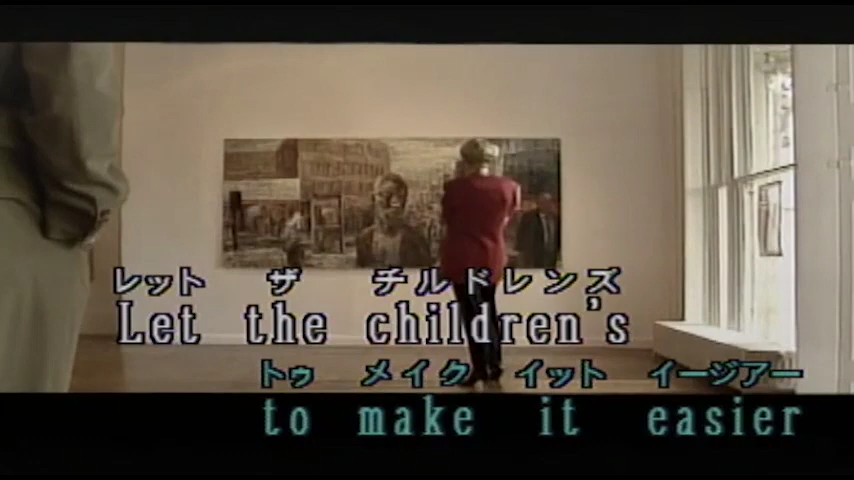 レット ザ チルドレンズ
Let the children's
トゥ メイク イット イージアー
to make it easier